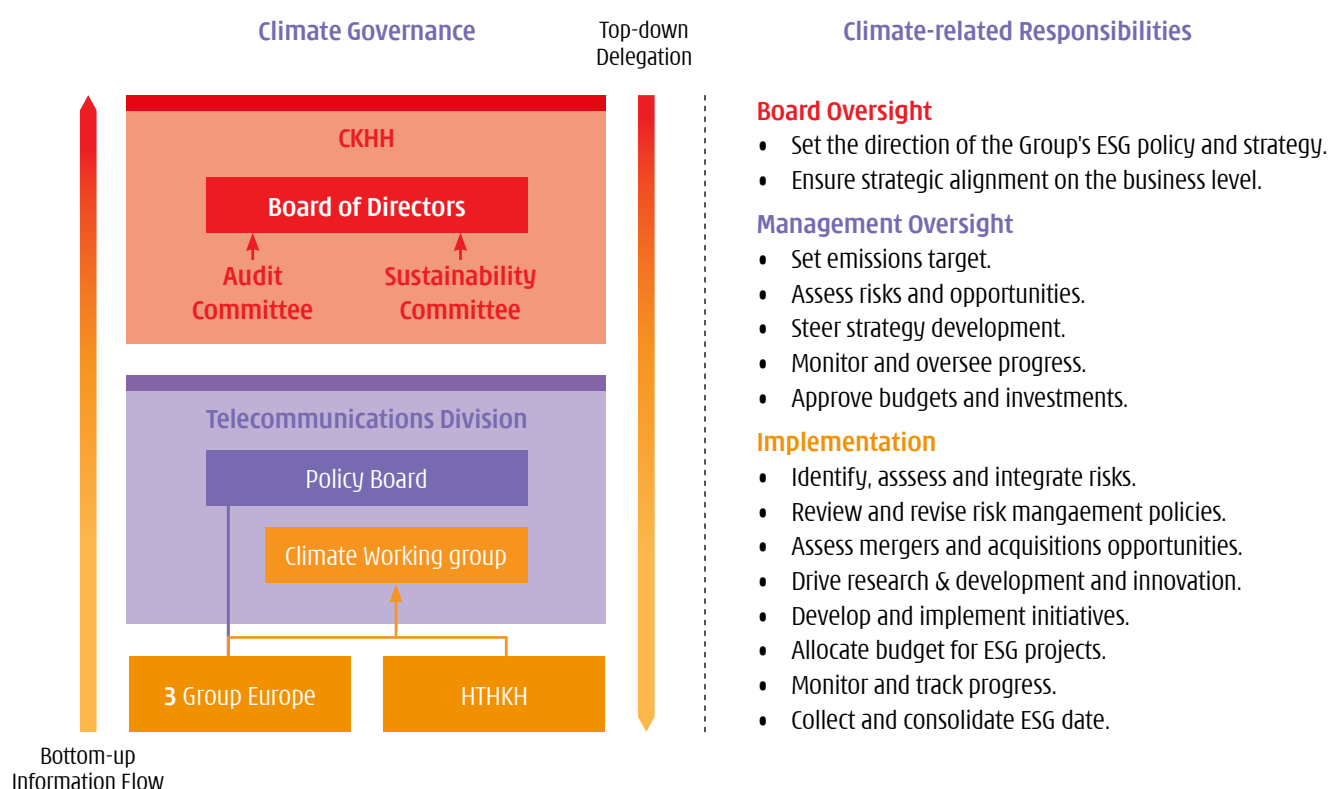 Climate Governance
Top-down
Delegation
CKHH
Board of Directors
Audit
Committee
Sustainability
Committee
Telecommunications Division
Policy Board
Climate Working group
3 Group Europe
HTHKH
Bottom-up
Information Flow
Climate-related Responsibilities
Board Oversight
• Set the direction of the Group's ESG policy and strategy.
• Ensure strategic alignment on the business level.
Management Oversight
• Set emissions target.
• Assess risks and opportunities.
• Steer strategy development.
• Monitor and oversee progress.
• Approve budgets and investments.
Implementation
• Identify, asssess and integrate risks.
• Review and revise risk mangaement policies.
• Assess mergers and acquisitions opportunities.
• Drive research & development and innovation.
• Develop and implement initiatives.
• Allocate budget for ESG projects.
• Monitor and track progress.
• Collect and consolidate ESG date.